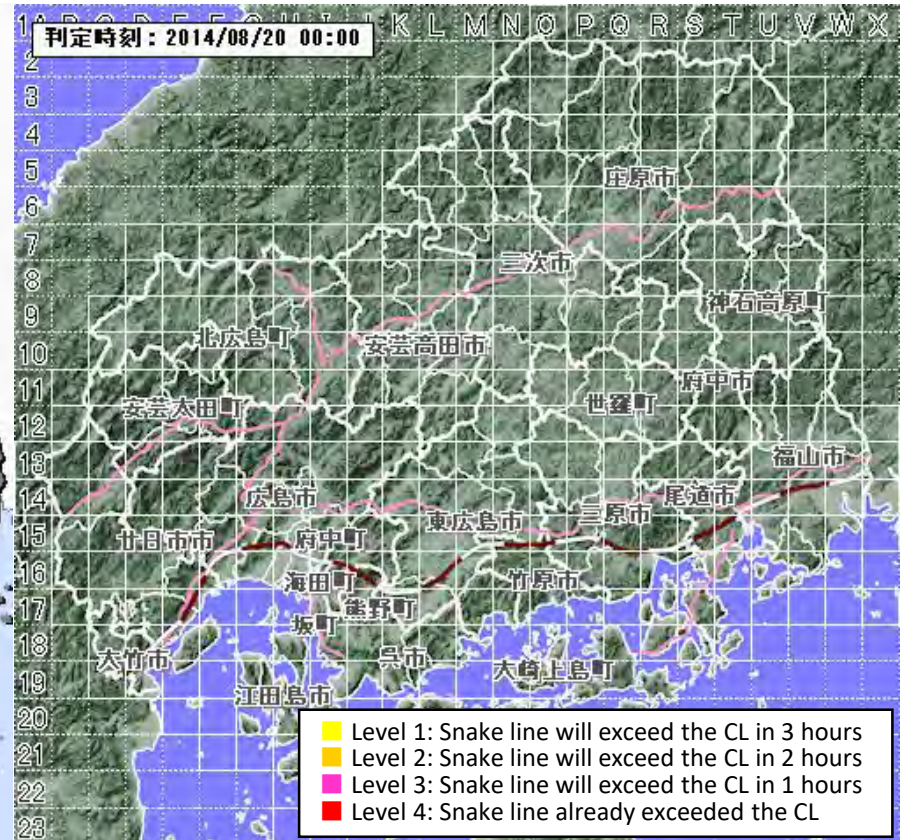 1A K L M N O P Q R S T U V W X
判定時刻：2014/08/20 00:00
2
3
4
5
庄原市
6
7
三次市
8
神石高原町
9
北広島町
安芸高田市
10
府中市
11
安芸太田町
世羅町
12
福山市
13
広島市
尾道市
14
東広島市
三原市
15
廿日市市
府中町
16
海田町
竹原市
熊野町
17
坂町
18
大竹市
呉市
大崎上島町
19
江田島市
20
21
22
23
Level 1: Snake line will exceed the CL in 3 hours
Level 2: Snake line will exceed the CL in 2 hours
Level 3: Snake line will exceed the CL in 1 hours
Level 4: Snake line already exceeded the CL